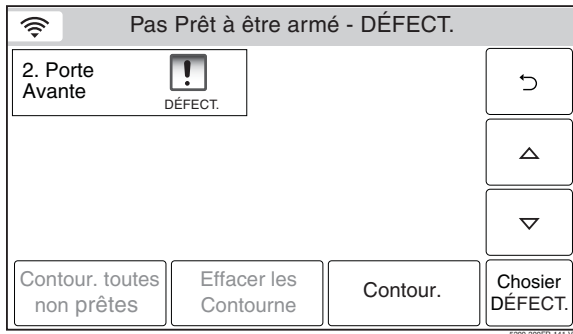 Pas Prêt à être armé - DÉFECT.
2. Porte
Avante
DÉFECT.
Contour. toutes
non prêtes
Effacer les
Contourne
Contour.
Chosier
DÉFECT.